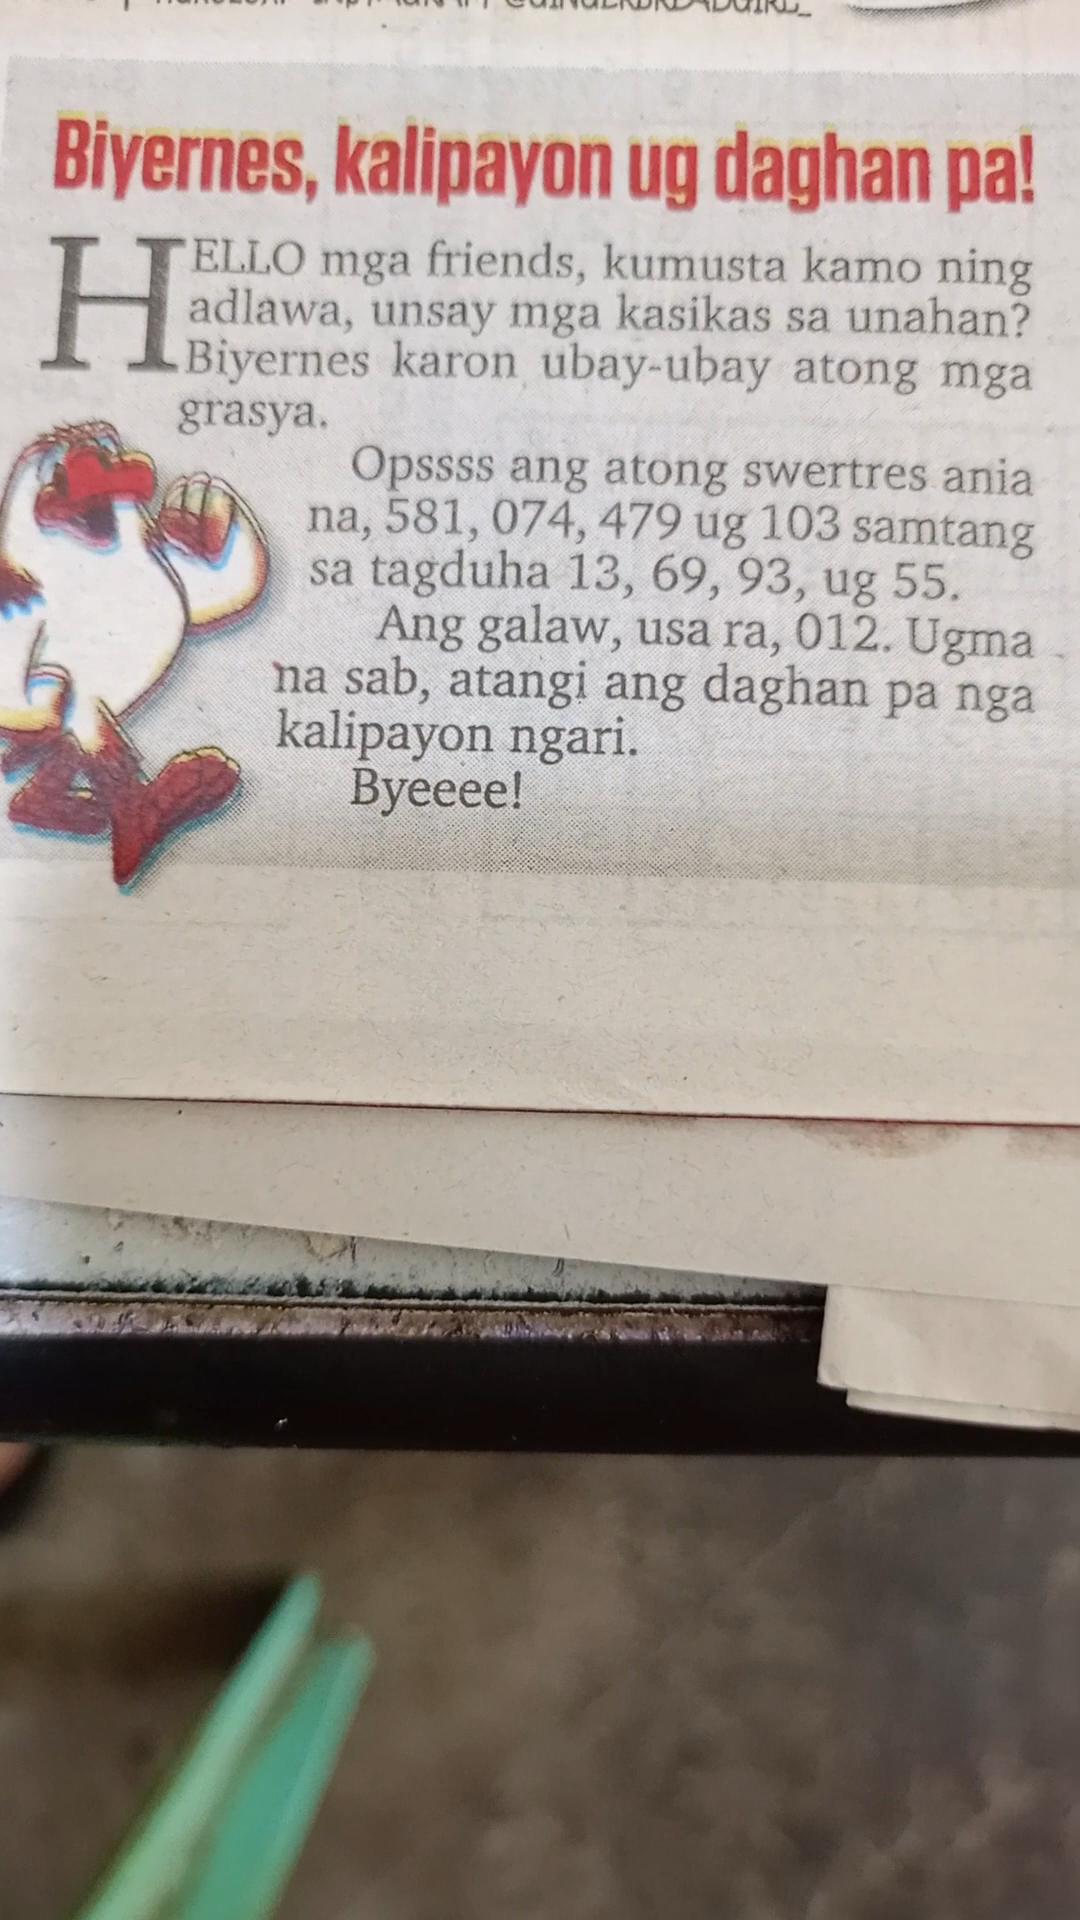 Biyernes, kalipayon ug daghan pa!
HELLO mga friends, kumusta kamo ning
adlawa, unsay mga kasikas sa unahan?
Biyernes karon ubay-ubay atong mga
grasya.
Opssss ang atong swertres ania
na, 581, 074, 479 ug 103 samtang
sa tagduha 13, 69, 93, ug 55.
Ang galaw, usa ra, 012. Ugma
na sab, atangi ang daghan pa nga
kalipayon ngari.
Byeeee!